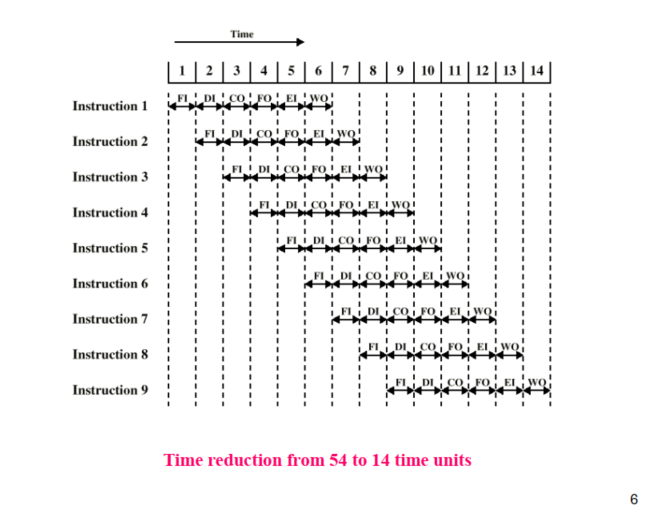 Time
1 2 3 4 5 6 7 8 9 10 11 12 13 14
Instruction 1 FI DI CO FO EI WO
Instruction 2 FI DI CO FO EI WO
Instruction 3 FI DI CO FO EI WO
Instruction 4 FI DI CO FO EI WO
Instruction 5 FI DI CO FO EI WO
Instruction 6 FI DI CO FO EI WO
Instruction 7 FI DI CO FO EI WO
Instruction 8 FI DI CO FO EI WO
Instruction 9 FI DI CO FO EI WO
Time reduction from 54 to 14 time units
6